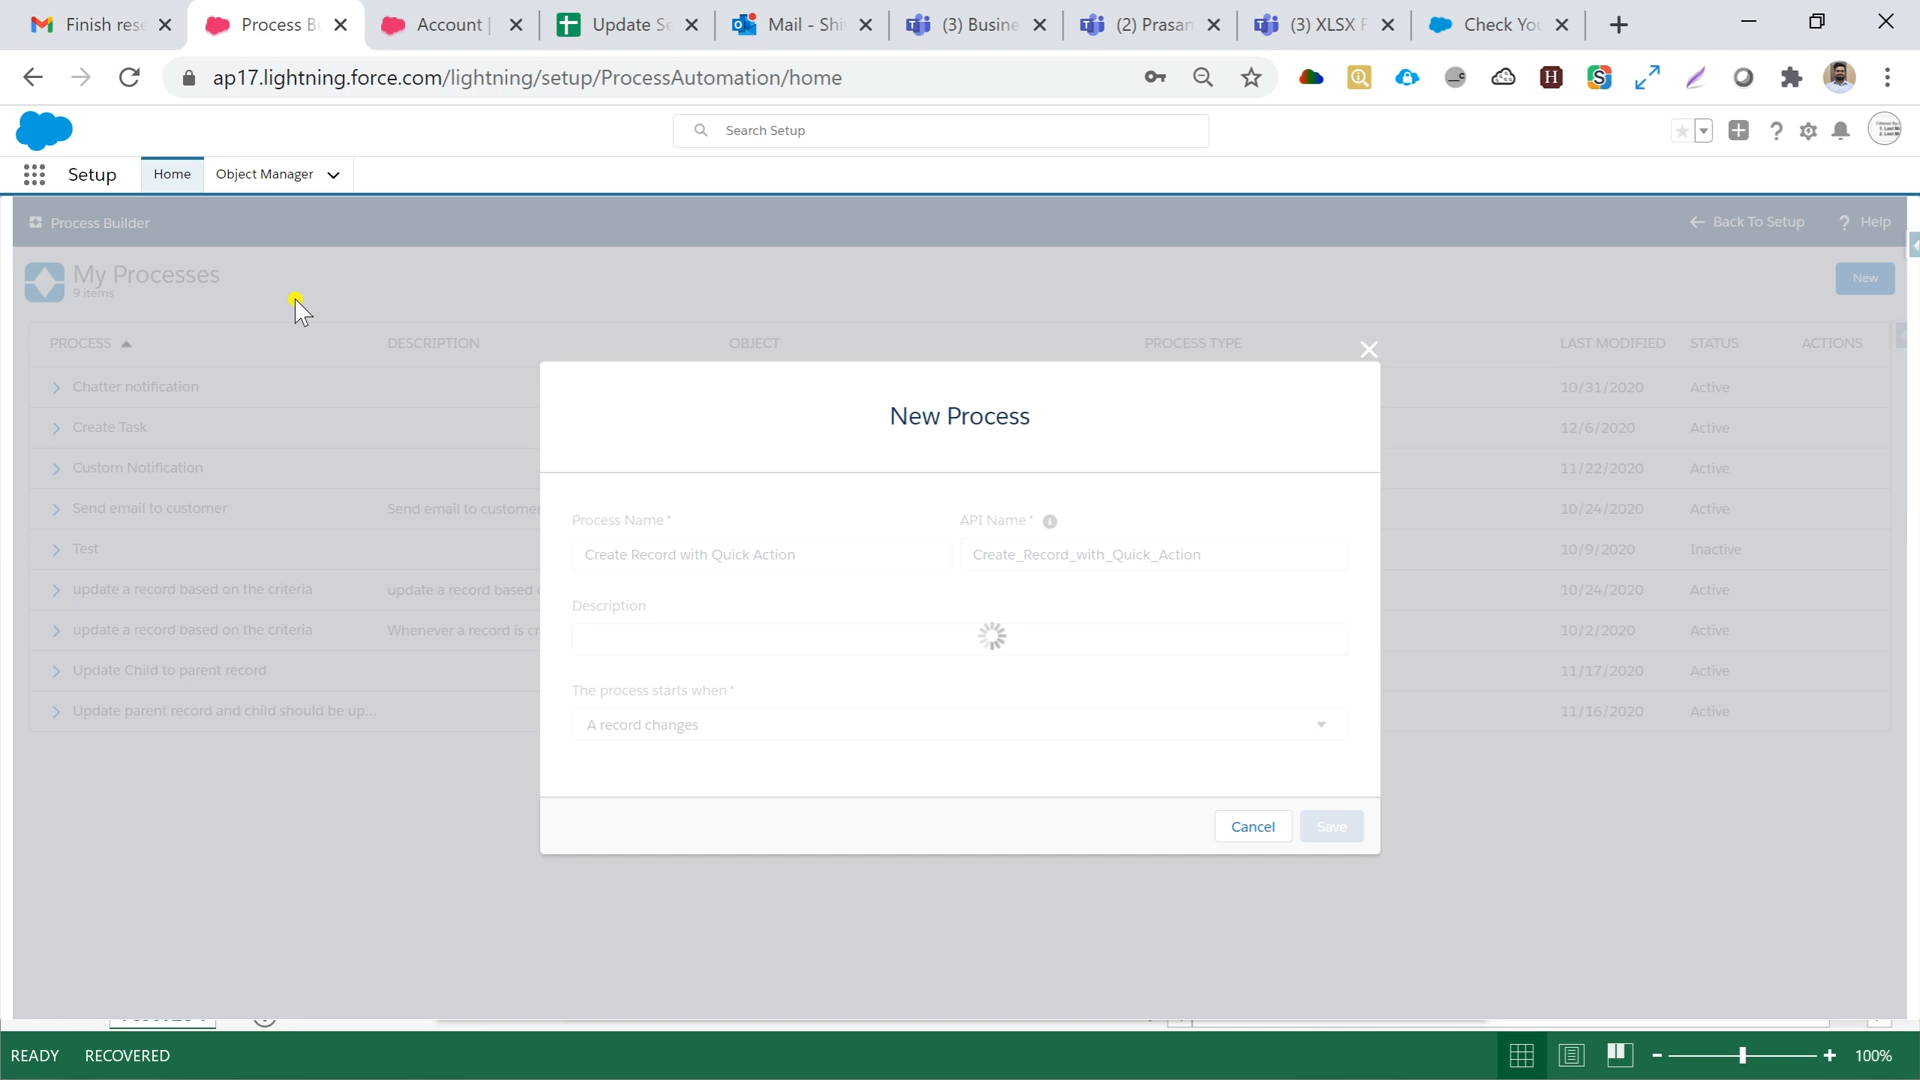 Finish rese
Process B
Account |
Update Se
Mail - Shi
(3) Busine
(2) Prasan
(3) XLSX F
Check You
ap17.lightning.force.com/lightning/setup/ProcessAutomation/home
Search Setup
Setup
Home
Object Manager
Process Builder
Back To Setup
? Help
My Processes
9 items
New
PROCESS DESCRIPTION OBJECT PROCESS TYPE LAST MODIFIED STATUS ACTIONS
Chatter notification 10/31/2020 Active
Create Task 12/6/2020 Active
Custom Notification 11/22/2020 Active
Send email to customer Send email to customer 10/24/2020 Active
Test 10/9/2020 Inactive
update a record based on the criteria update a record based 10/24/2020 Active
update a record based on the criteria Whenever a record is cr 10/2/2020 Active
Update Child to parent record 11/17/2020 Active
Update parent record and child should be up... 11/16/2020 Active
New Process
Process Name* API Name*
Create Record with Quick Action Create_Record_with_Quick_Action
Description
The process starts when*
A record changes
Cancel Save
READY RECOVERED 100%